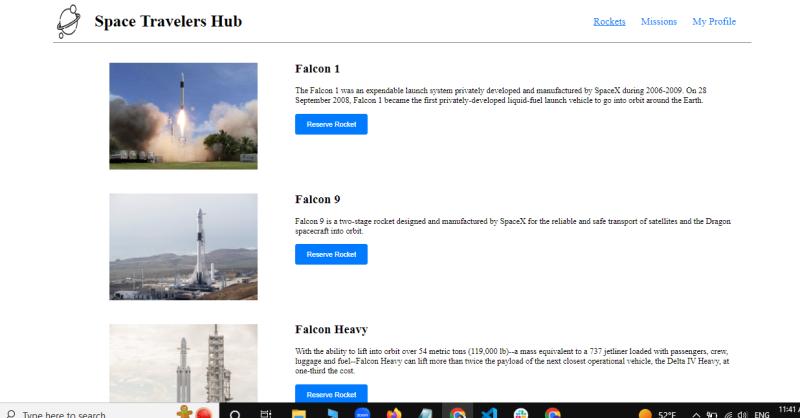 Space Travelers Hub
Rockets Missions My Profile
Falcon 1
The Falcon 1 was an expendable launch system privately developed and manufactured by SpaceX during 2006-2009. On 28
September 2008, Falcon 1 became the first privately-developed liquid-fuel launch vehicle to go into orbit around the Earth.
Reserve Rocket
Falcon 9
Falcon 9 is a two-stage rocket designed and manufactured by SpaceX for the reliable and safe transport of satellites and the Dragon
spacecraft into orbit.
Reserve Rocket
Falcon Heavy
With the ability to lift into orbit over 54 metric tons (119,000 lb)--a mass equivalent to a 737 jetliner loaded with passengers, crew,
luggage and fuel--Falcon Heavy can lift more than twice the payload of the next closest operational vehicle, the Delta IV Heavy, at
one-third the cost.
Reserve Rocket
Type here to search
52°F
ENG
11:41